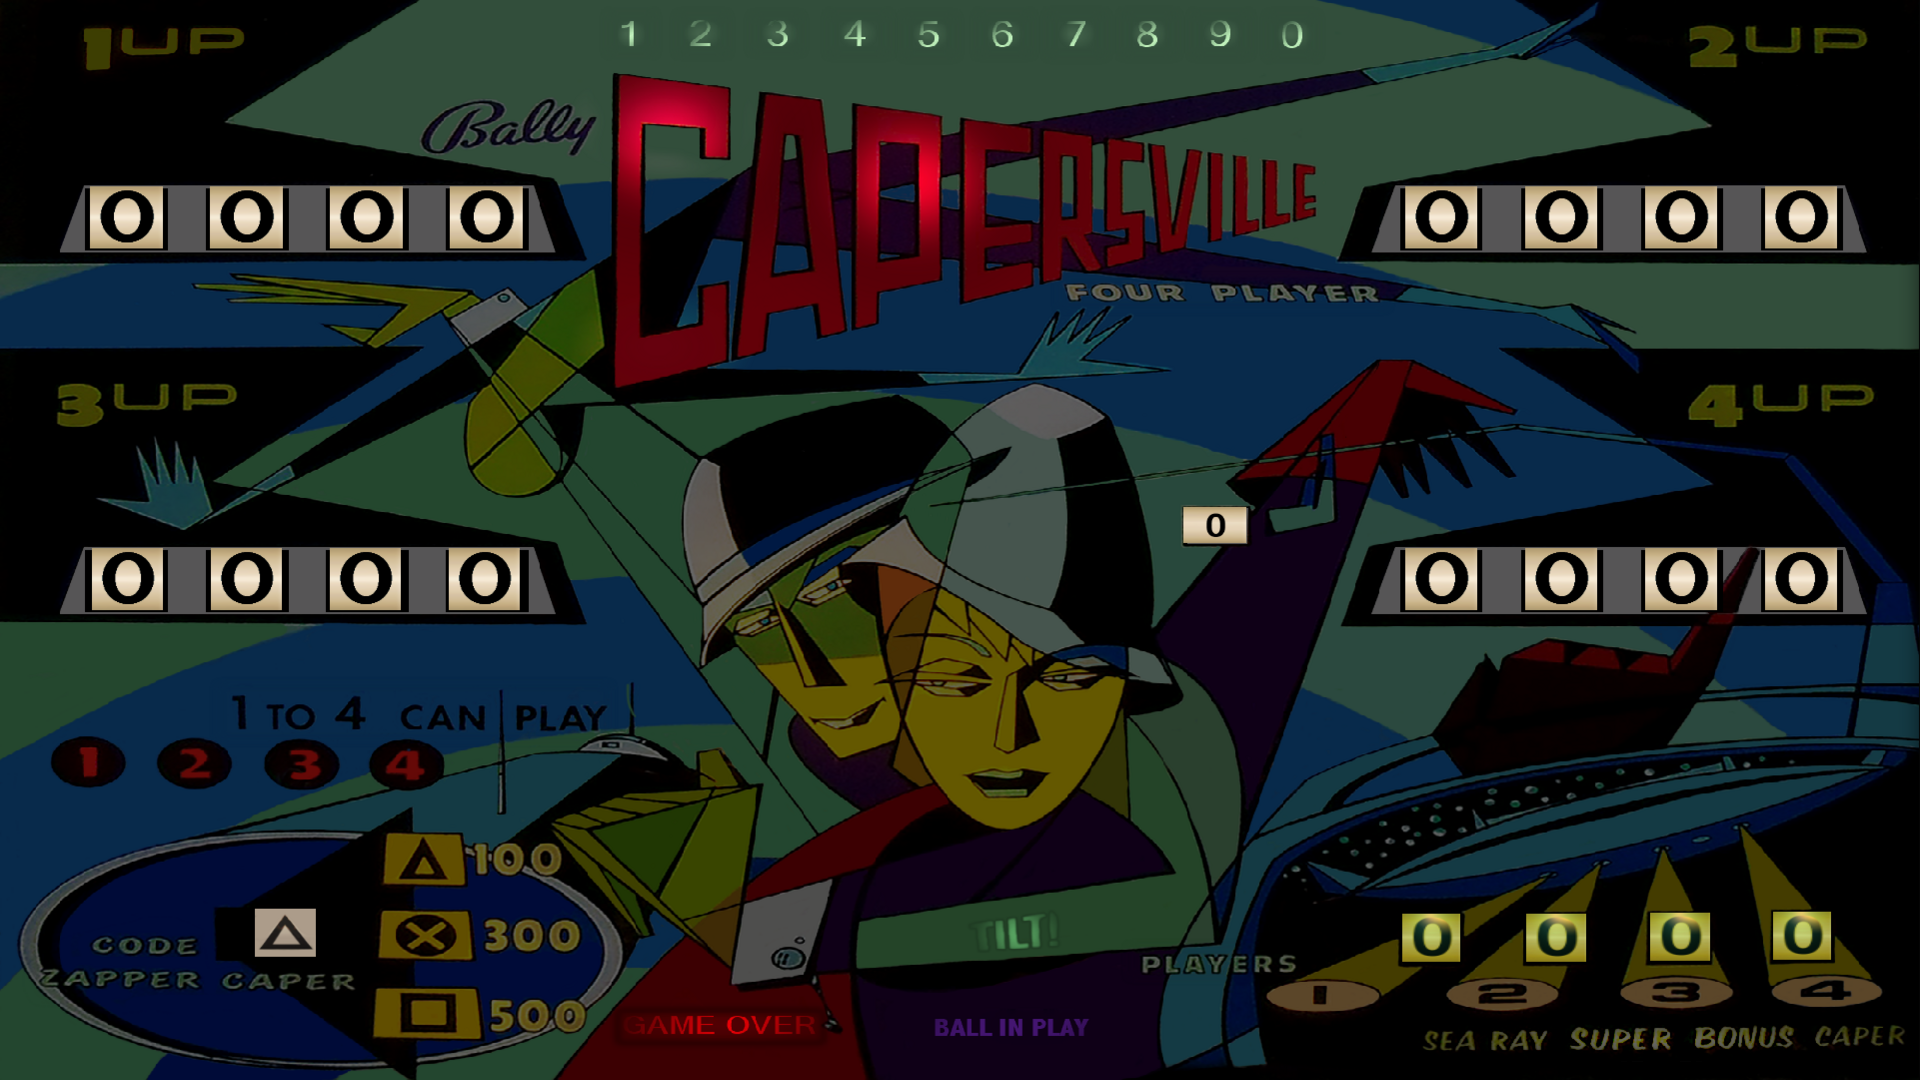 1UP
1 2 3 4 5 6 7 8 9 0
2UP
Bally
CAPERSVILLE
0 0 0 0
0 0 0 0
FOUR PLAYER
3UP
4UP
0
0 0 0 0
0 0 0 0
1 TO 4 CAN PLAY
1 2 3 4
100
300
500
CODE
ZAPPER CAPER
TILT!
GAME OVER
BALL IN PLAY
PLAYERS
0 0 0 0
1 2 3 4
SEA RAY SUPER BONUS CAPER